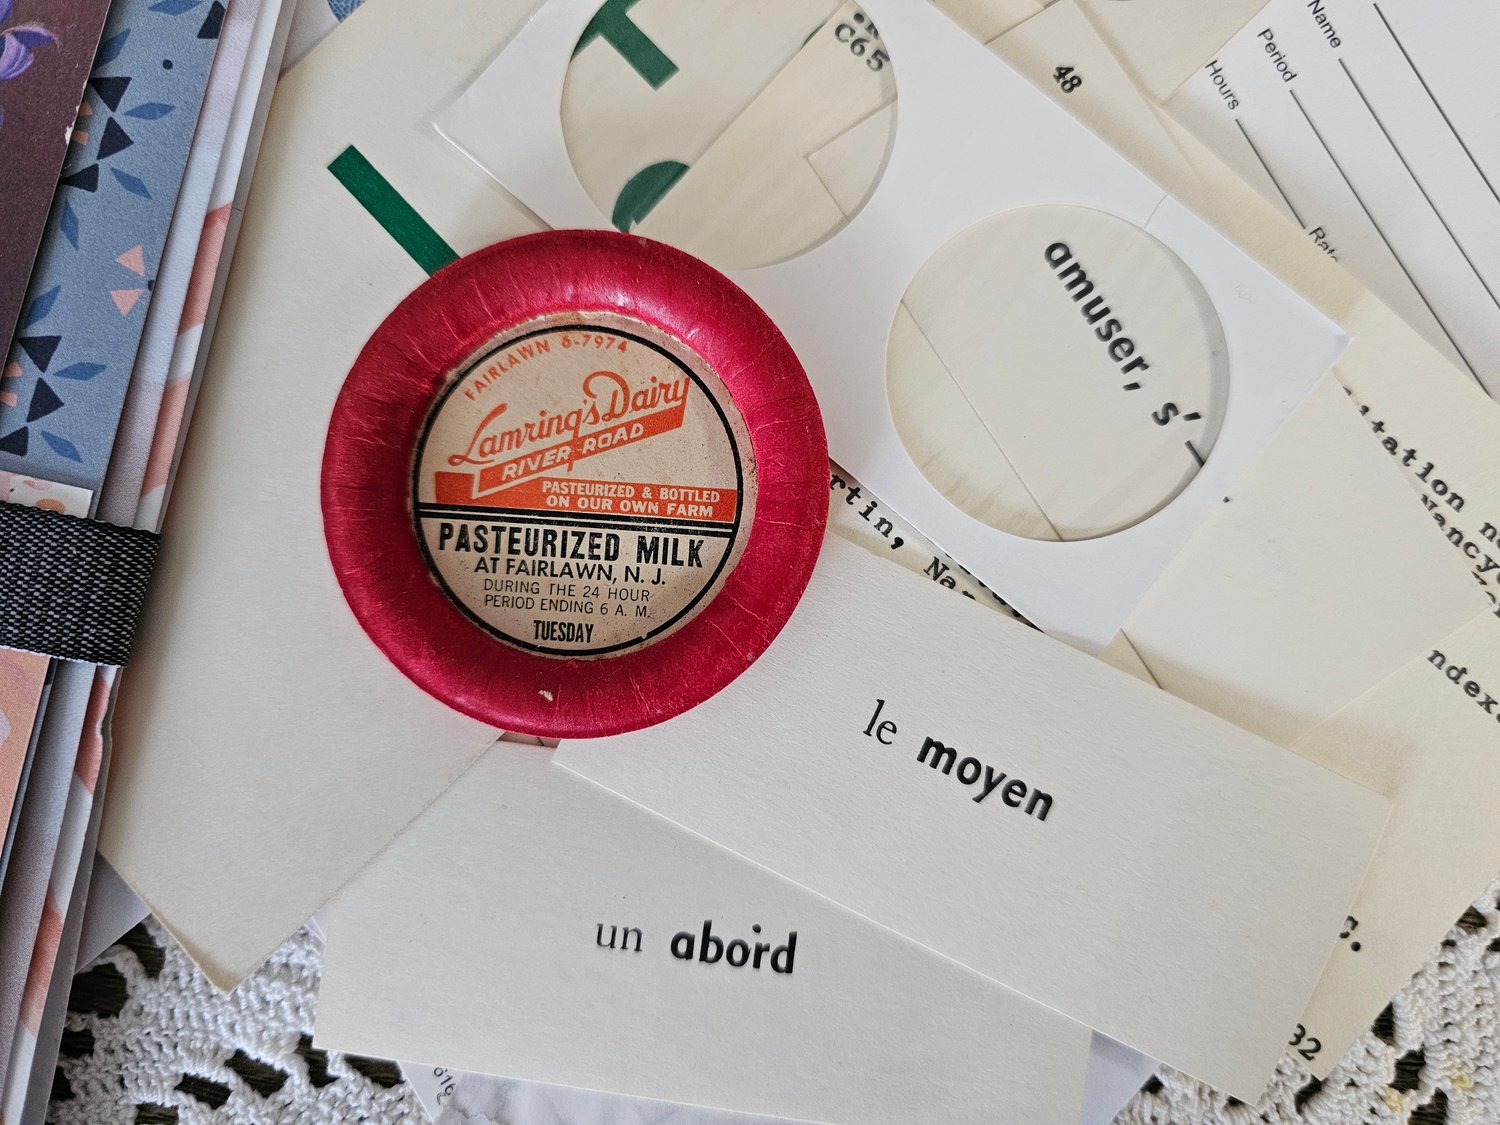 FAIRLAWN 6-7974
Lamring's Dairy
RIVER ROAD
PASTEURIZED & BOTTLED
ON OUR OWN FARM
PASTEURIZED MILK
AT FAIRLAWN, N. J.
DURING THE 24 HOUR
PERIOD ENDING 6 A. M.
TUESDAY
C65
48
Name
Period
Hours
Rate
amuser, s'
le moyen
un abord